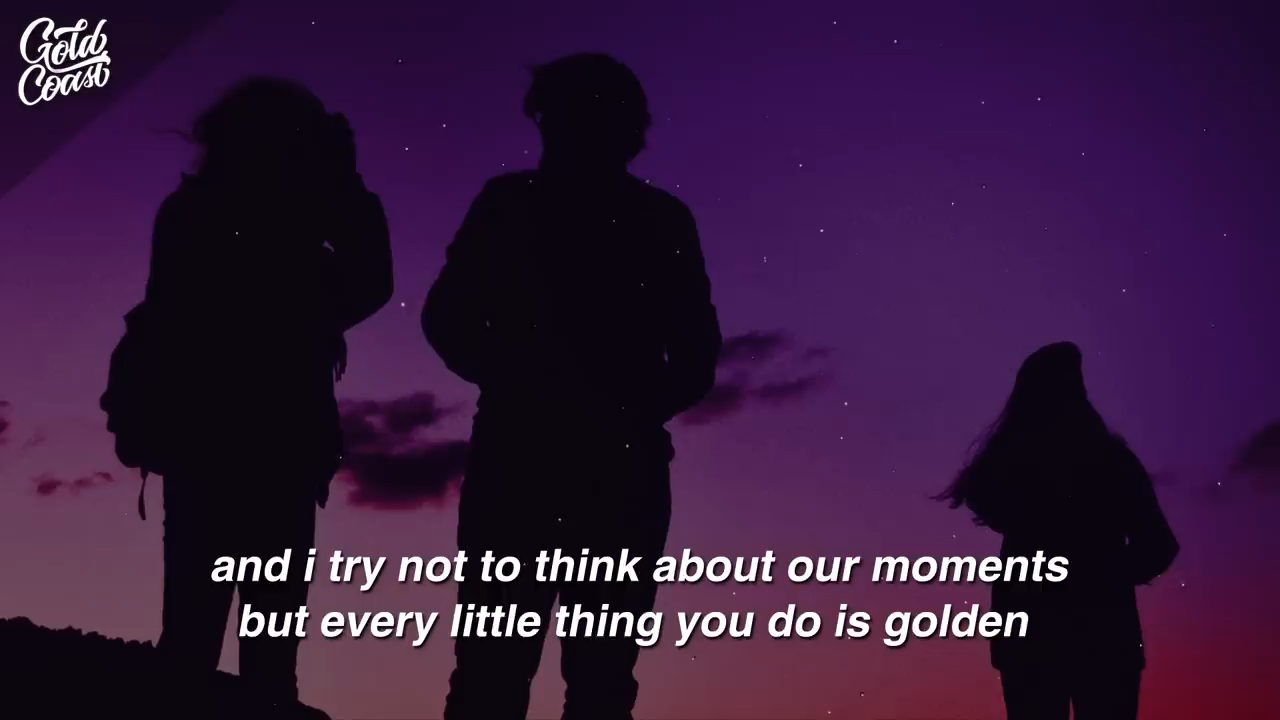 Gold
Coast
and i try not to think about our moments
but every little thing you do is golden